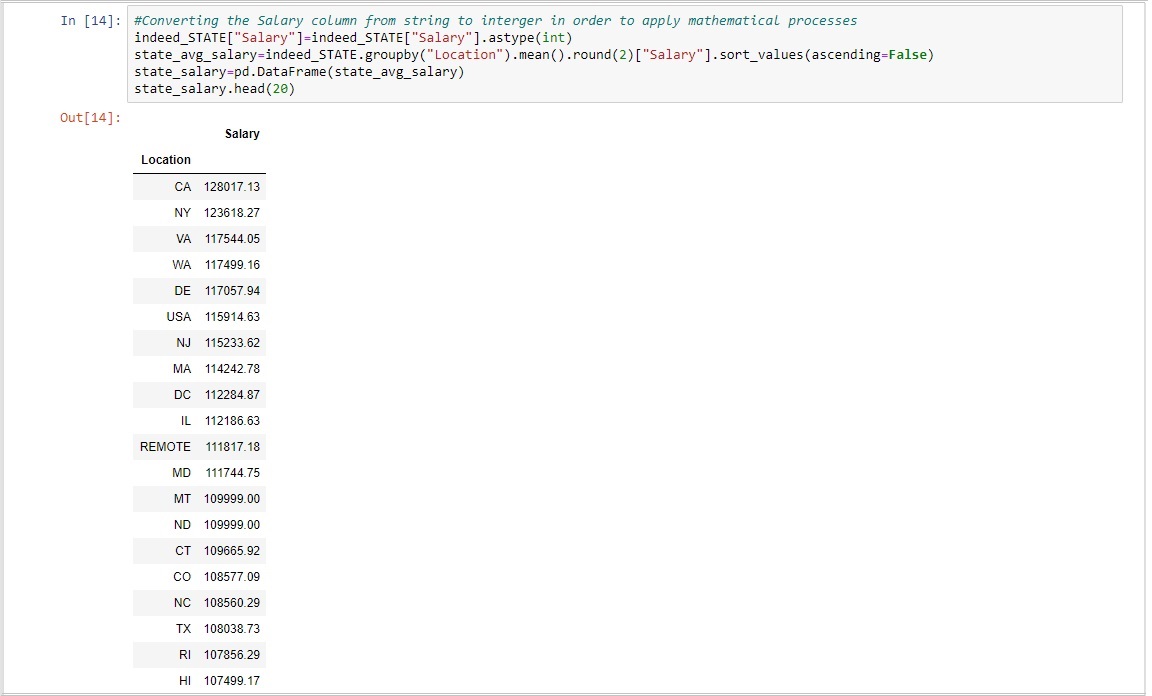 In [14]: #Converting the Salary column from string to interger in order to apply mathematical processes
indeed_STATE["Salary"]=indeed_STATE["Salary"].astype(int)
state_avg_salary=indeed_STATE.groupby("Location").mean().round(2)["Salary"].sort_values(ascending=False)
state_salary=pd.DataFrame(state_avg_salary)
state_salary.head(20)
Out[14]:
Salary
Location
CA 128017.13
NY 123618.27
VA 117544.05
WA 117499.16
DE 117057.94
USA 115914.63
NJ 115233.62
MA 114242.78
DC 112284.87
IL 112186.63
REMOTE 111817.18
MD 111744.75
MT 109999.00
ND 109999.00
CT 109665.92
CO 108577.09
NC 108560.29
TX 108038.73
RI 107856.29
HI 107499.17